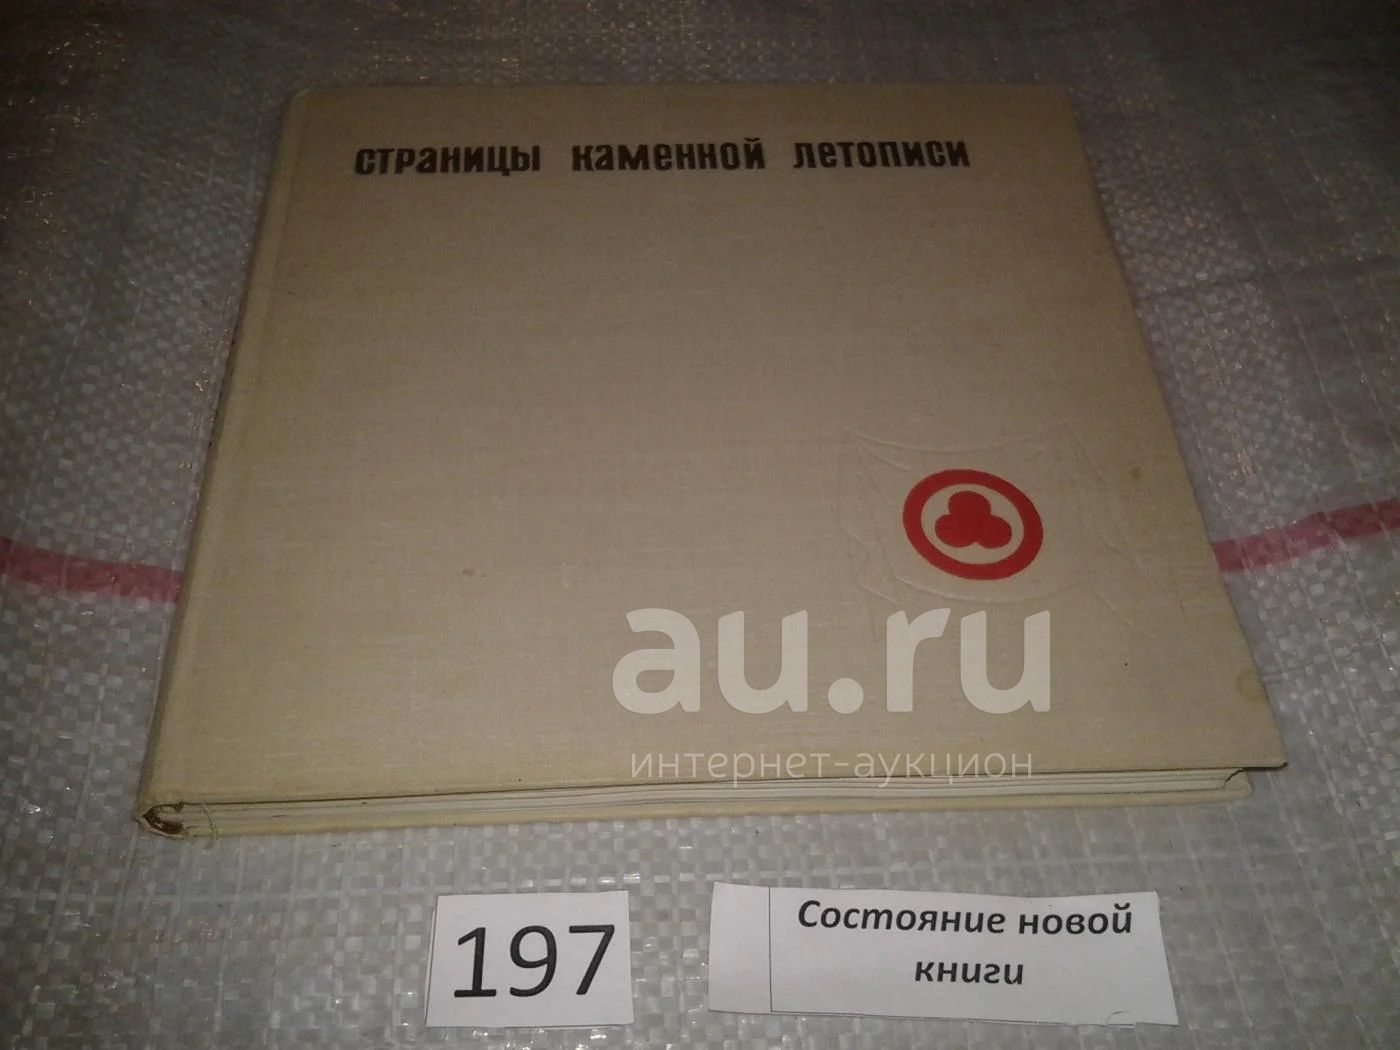 страницы каменной летописи
au.ru
интернет-аукцион
197
Состояние новой
книги